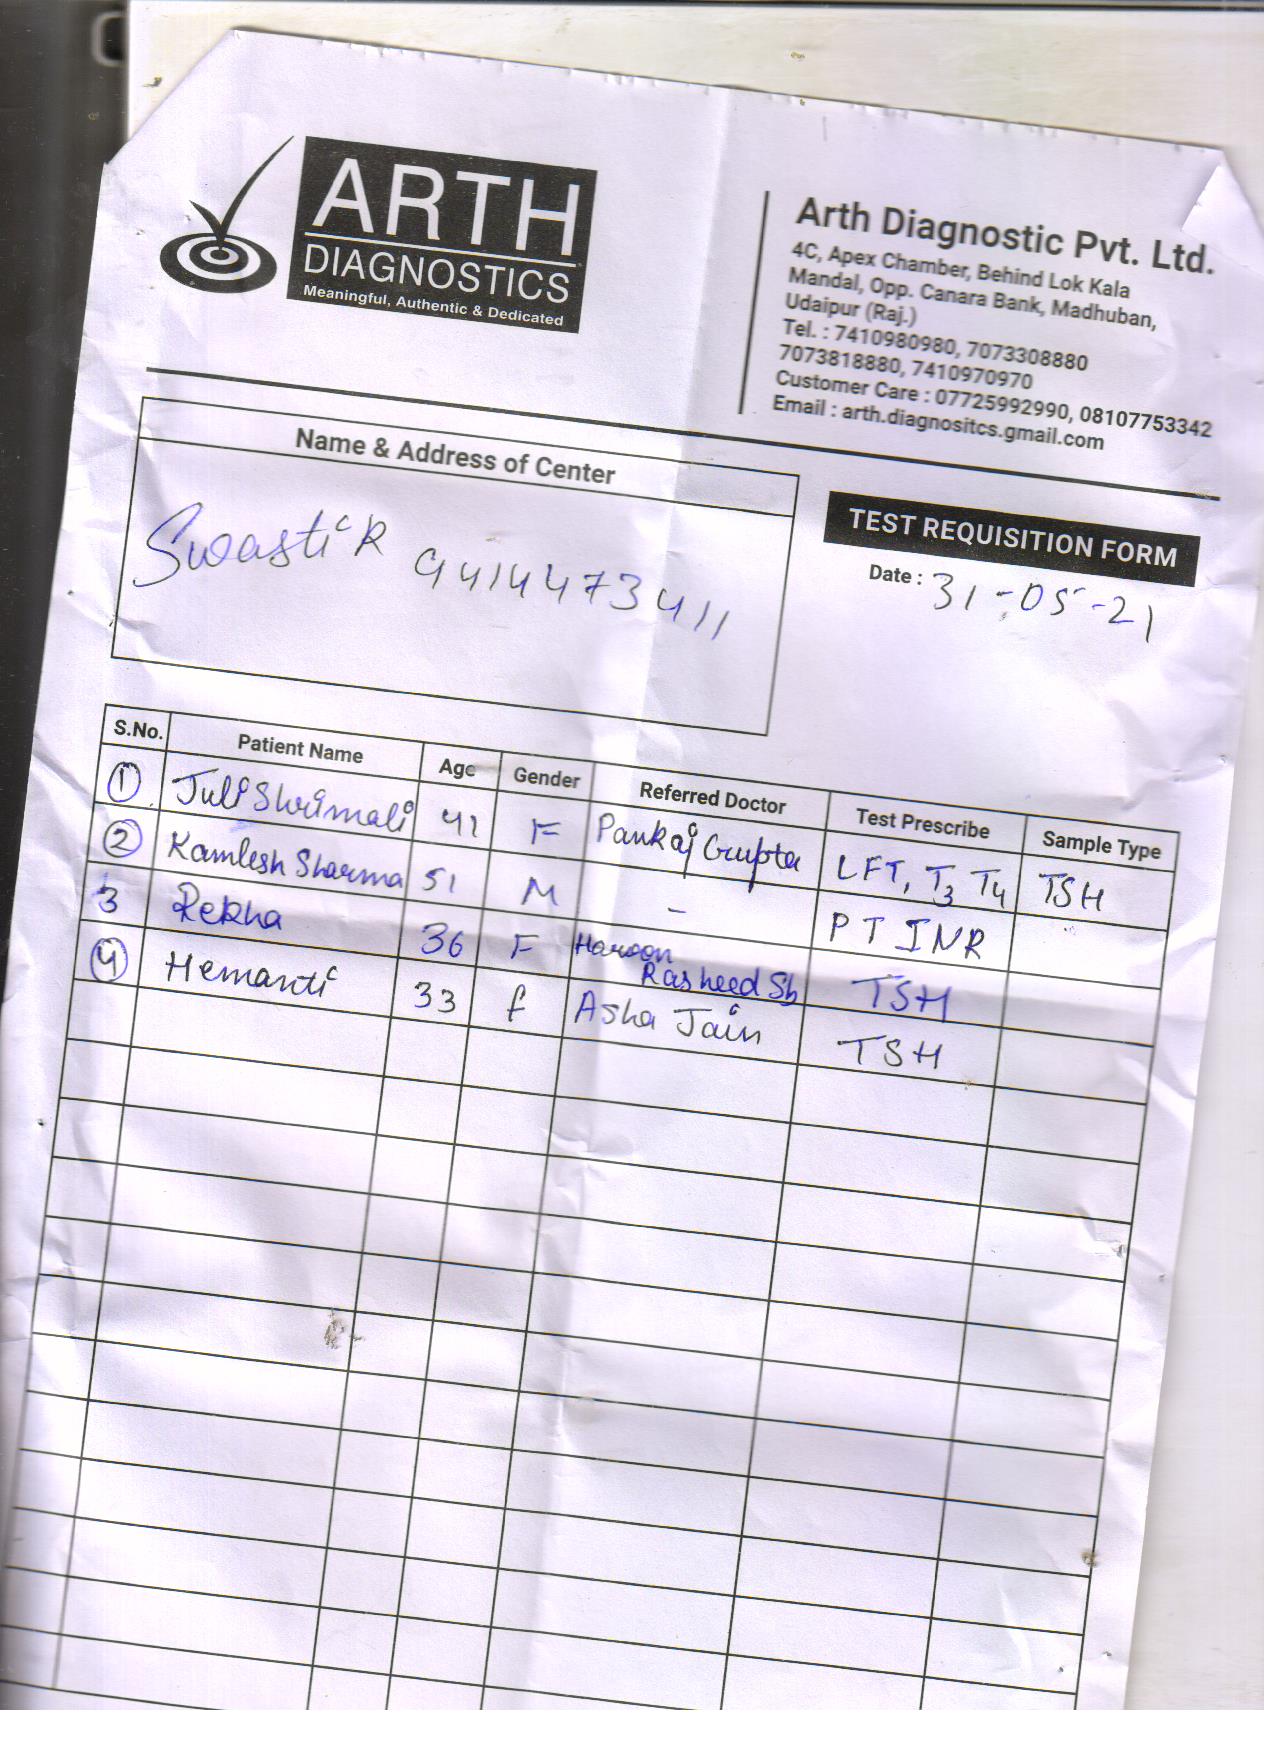 ARTH
DIAGNOSTICS
Meaningful, Authentic & Dedicated
Arth Diagnostic Pvt. Ltd.
4C, Apex Chamber, Behind Lok Kala
Mandal, Opp. Canara Bank, Madhuban,
Udaipur (Raj.)
Tel. : 7410980980, 7073308880
7073818880, 7410970970
Customer Care : 07725992990, 08107753342
Email : arth.diagnositcs.gmail.com
Name & Address of Center
Swastik 9414473411
TEST REQUISITION FORM
Date : 31-05-21
S.No. Patient Name Age Gender Referred Doctor Test Prescribe Sample Type
1 Juli Shrimali 41 F Pankaj Gupta LFT, T3 T4 TSH
2 Kamlesh Sharma 51 M - PT INR
3 Rekha 36 F Haroon Rasheed Sh TSH
4 Hemanti 33 f Asha Jain TSH